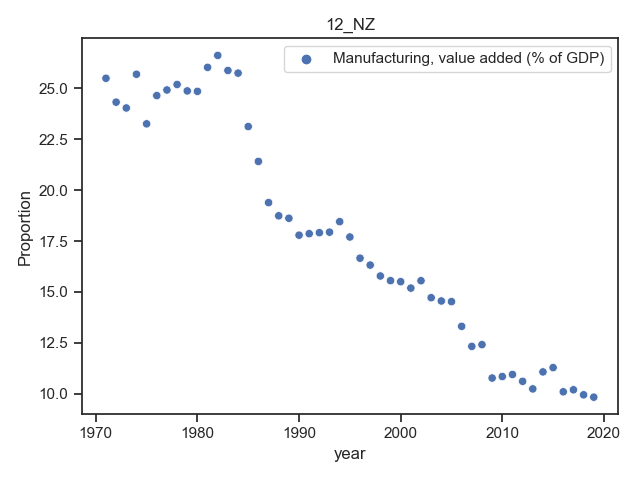 12_NZ
Manufacturing, value added (% of GDP)
Proportion
25.0
22.5
20.0
17.5
15.0
12.5
10.0
1970 1980 1990 2000 2010 2020
year